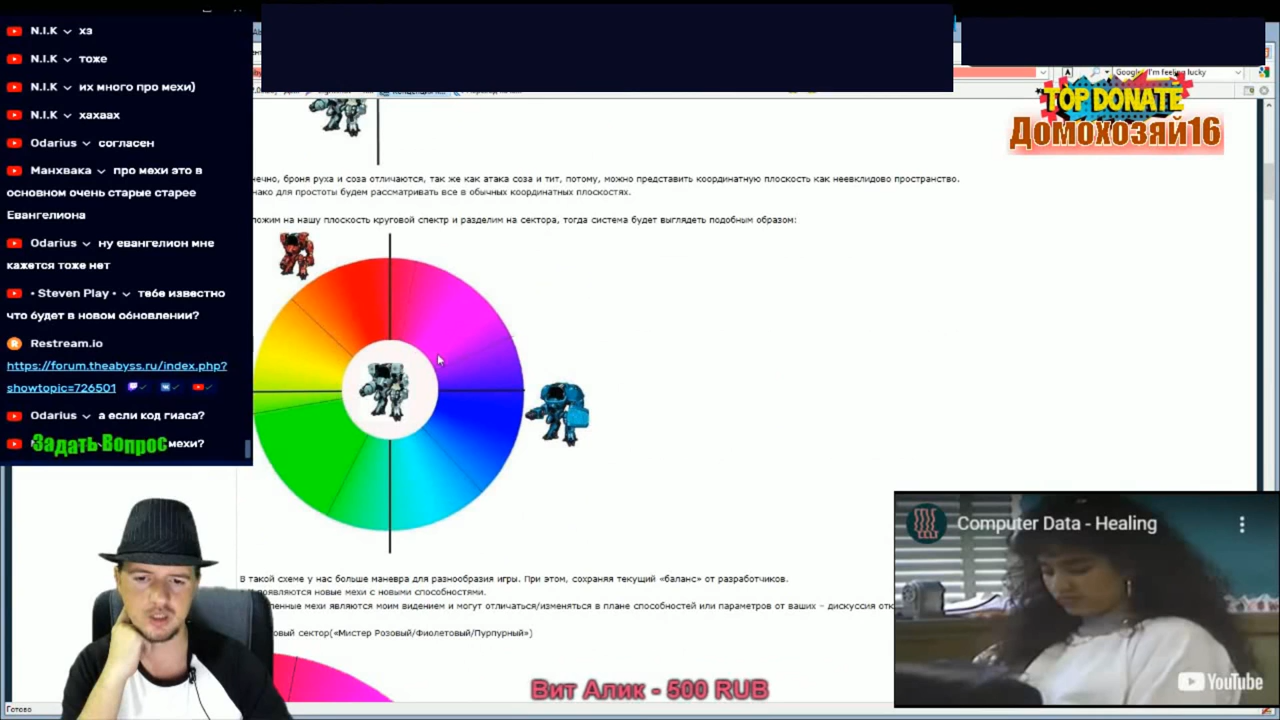 N.I.K хз
N.I.K тоже
N.I.K их много про мехи)
N.I.K хахвах
Odarius согласен
Манхвака про мехи это в
основном очень старые старее
Евангелиона
Odarius ну евангелион мне
кажется тоже нет
• Steven Play • тебе известно
что будет в новом обновлении?
Restream.io
https://forum.theabyss.ru/index.php?
showtopic=726501
Odarius а если код гиаса?
Задать Вопрос
мехи?
I'm feeling lucky
TOP DONATE
Домохозяй16
броня руха и соза отличаются, так же как атака соза и тит, потому, можно представить координатную плоскость как неевклидово пространство.
для простоты будем рассматривать все в обычных координатных плоскостях.
на нашу плоскость круговой спектр и разделим на сектора, тогда система будет выглядеть подобным образом:
В такой схеме у нас больше маневра для разнообразия игры. При этом, сохраняя текущий «баланс» от разработчиков.
появляются новые мехи с новыми способностями.
мехи являются моим видением и могут отличаться/изменяться в плане способностей или параметров от ваших – дискуссия
сектор(«Мистер Розовый/Фиолетовый/Пурпурный»)
Computer Data - Healing
YouTube
Вит Алик - 500 RUB
Готово